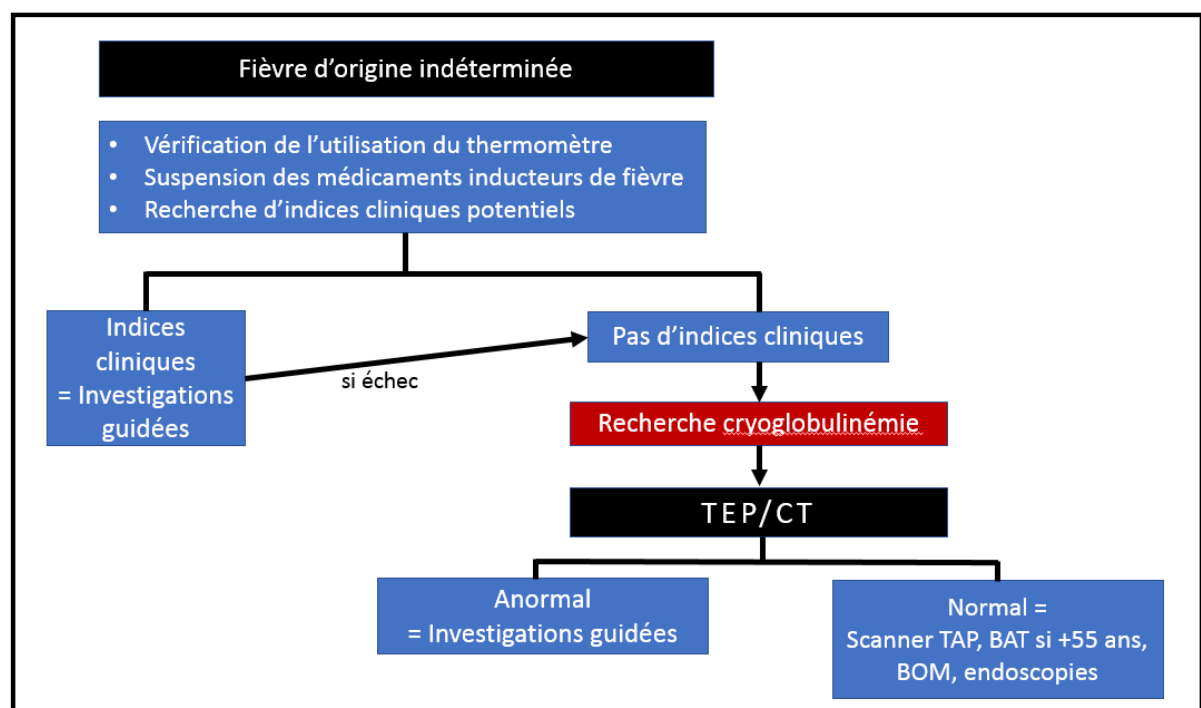 Fièvre d'origine indéterminée
• Vérification de l'utilisation du thermomètre
• Suspension des médicaments inducteurs de fièvre
• Recherche d'indices cliniques potentiels
Indices
cliniques
= Investigations
guidées
si échec
Pas d'indices cliniques
Recherche cryoglobulinémie
TEP/CT
Anormal
= Investigations guidées
Normal =
Scanner TAP, BAT si +55 ans,
BOM, endoscopies